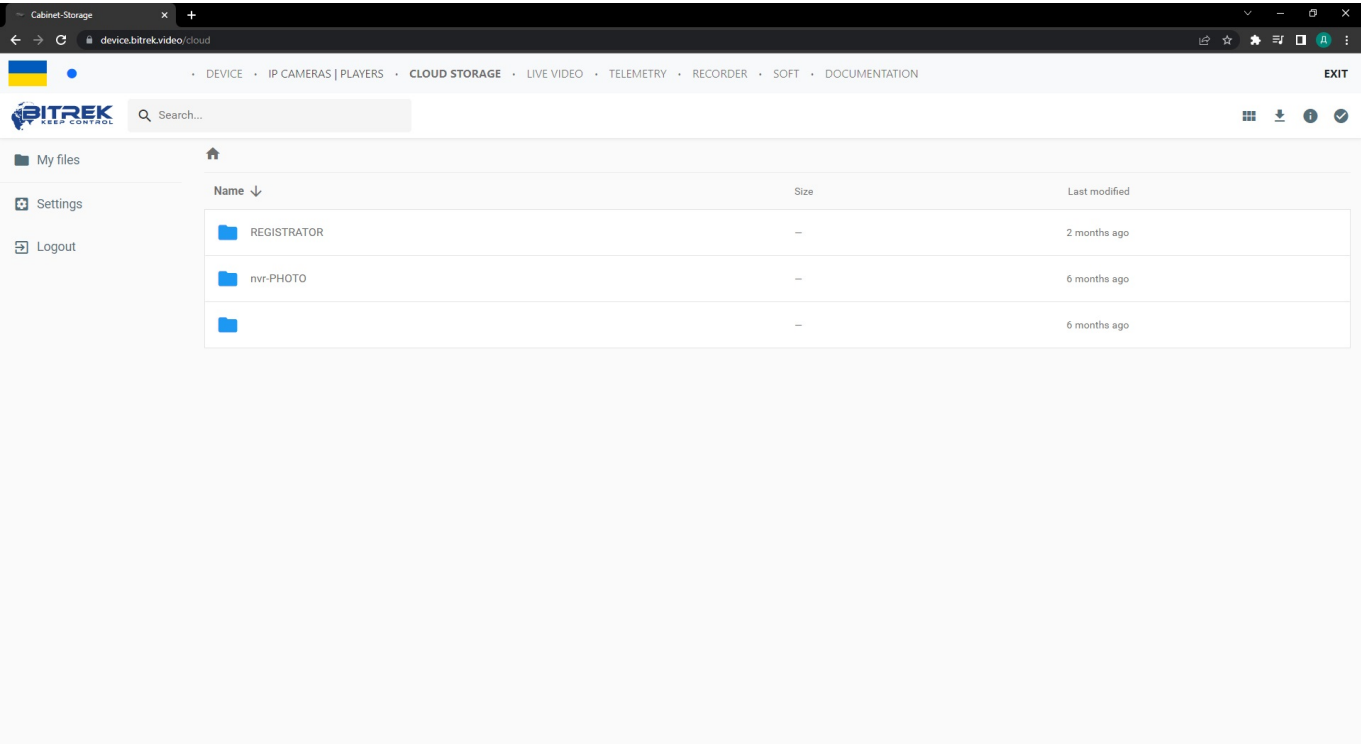 Cabinet-Storage
device.bitrek.video/cloud
Д
• DEVICE • IP CAMERAS | PLAYERS • CLOUD STORAGE • LIVE VIDEO • TELEMETRY • RECORDER • SOFT • DOCUMENTATION
EXIT
BITREK
KEEP CONTROL
Search...
My files
Settings
Logout
Name Size Last modified
REGISTRATOR – 2 months ago
nvr-PHOTO – 6 months ago
– 6 months ago